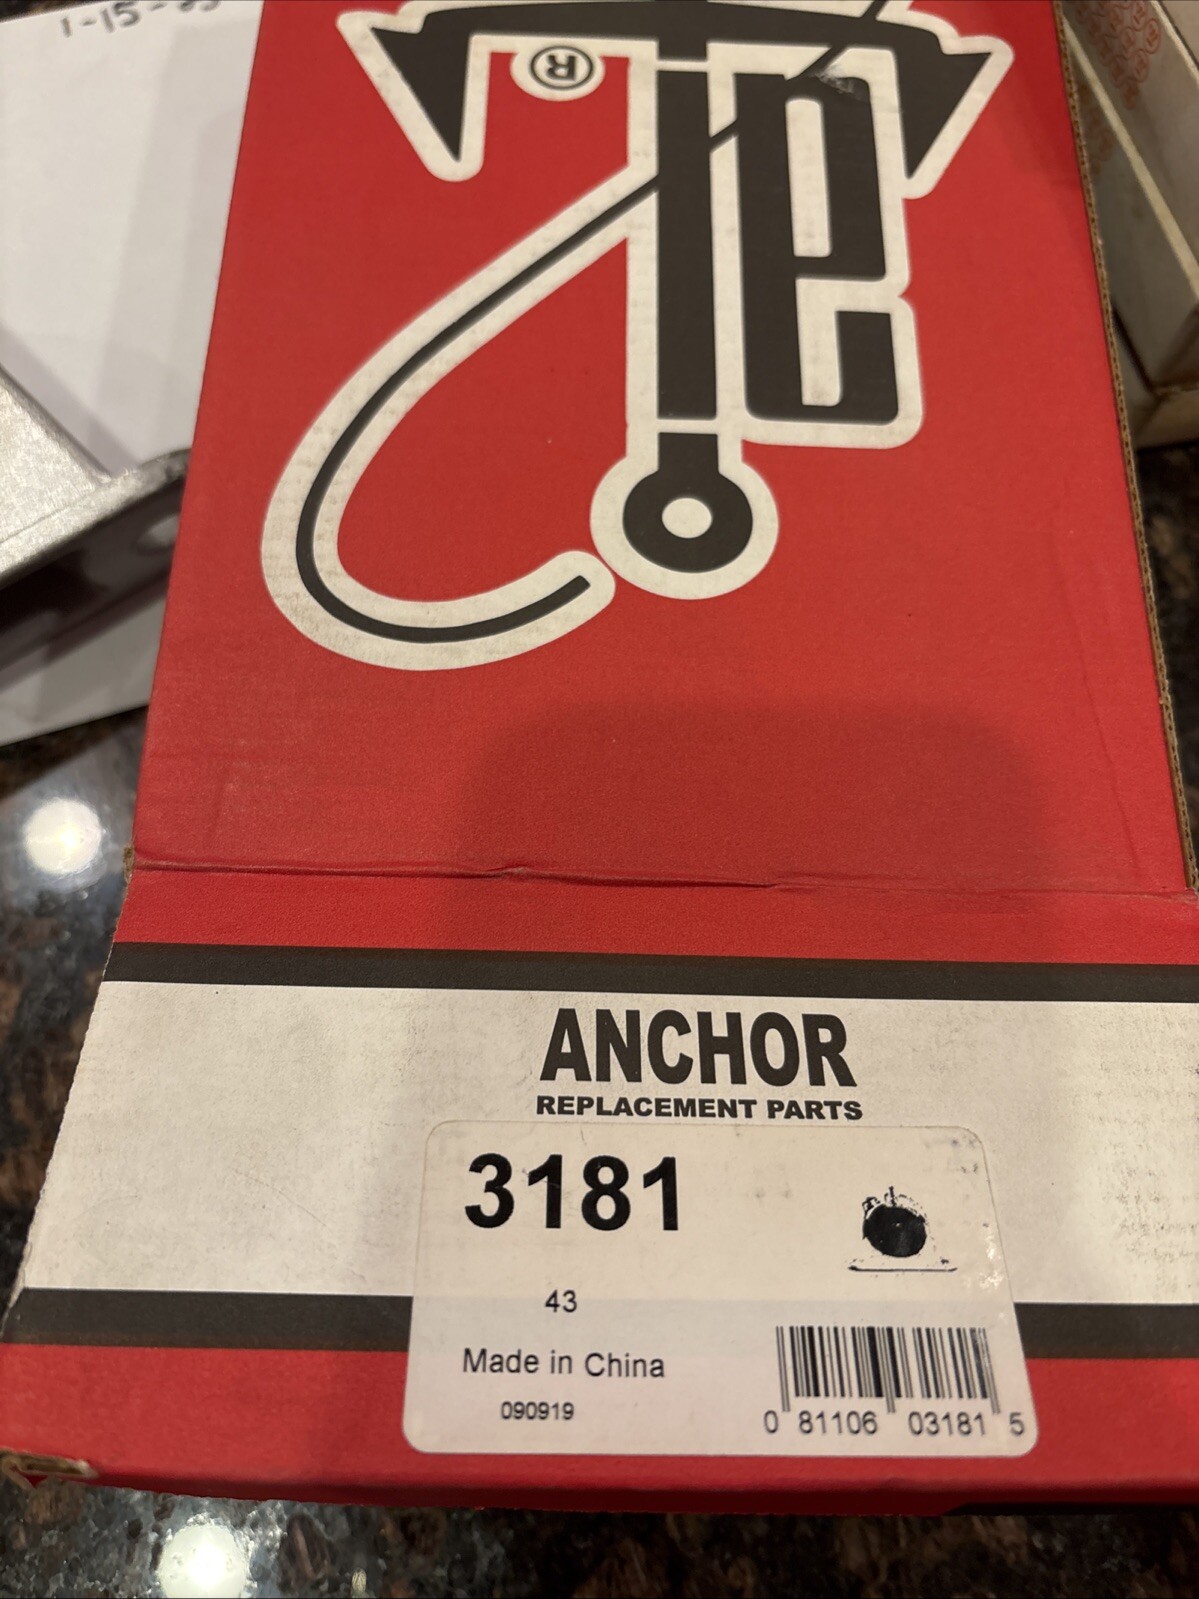 1-15-
®
ANCHOR
REPLACEMENT PARTS
3181
43
Made in China
090919
0 81106 03181 5